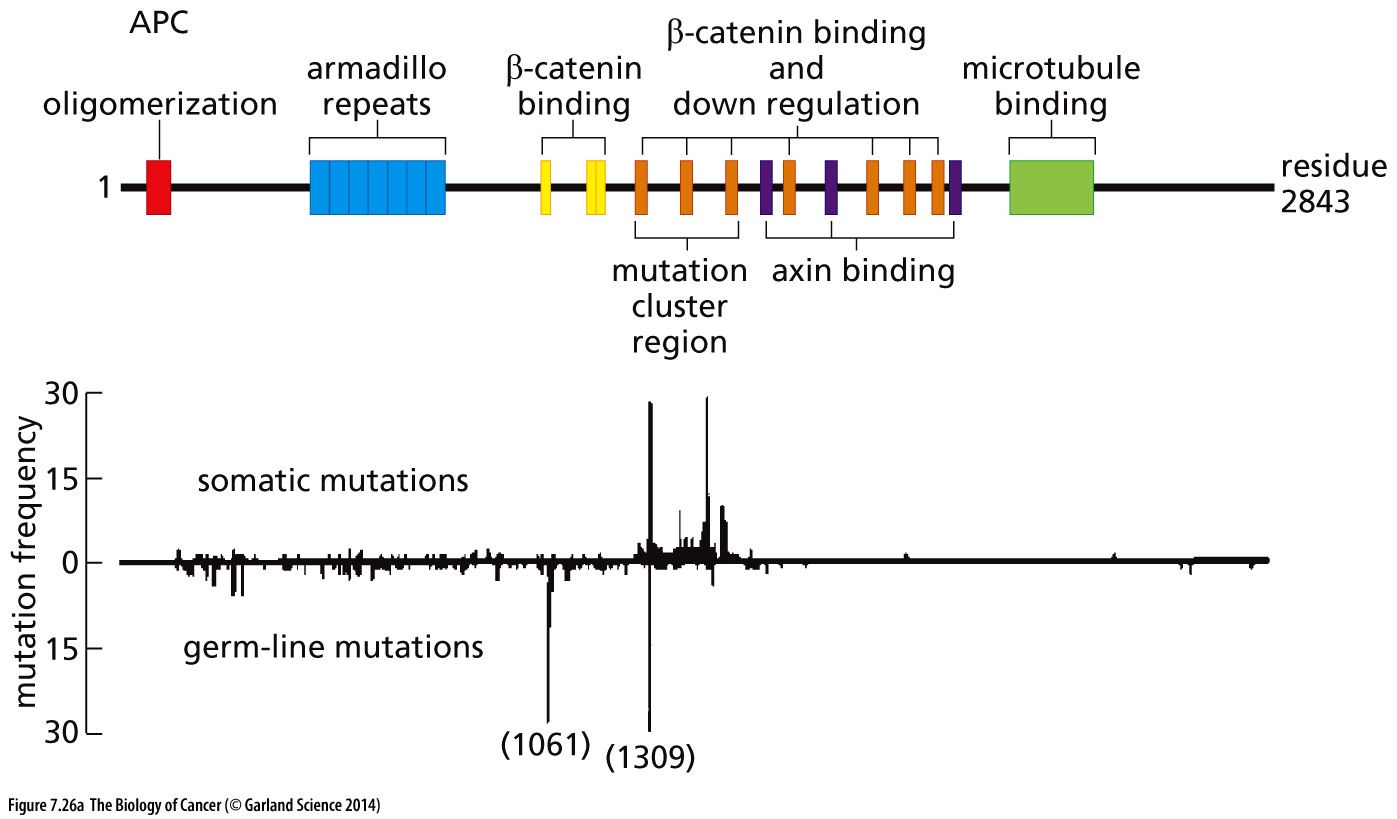 APC
oligomerization
armadillo
repeats
β-catenin
binding
β-catenin binding
and
down regulation
microtubule
binding
1
residue
2843
mutation
cluster
region
axin binding
mutation frequency
30
15
0
15
30
somatic mutations
germ-line mutations
(1061)
(1309)
Figure 7.26a The Biology of Cancer (© Garland Science 2014)